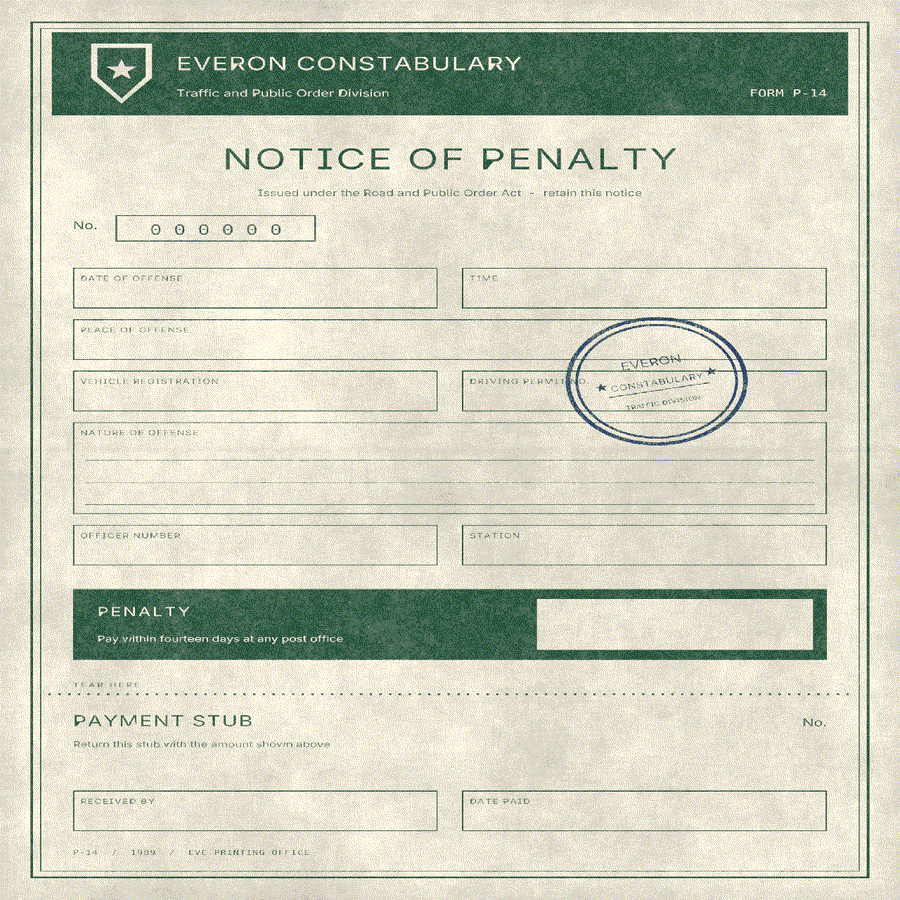 EVERON CONSTABULARY
Traffic and Public Order Division
FORM P-14
NOTICE OF PENALTY
Issued under the Road and Public Order Act - retain this notice
No. 000000
DATE OF OFFENSE
TIME
PLACE OF OFFENSE
VEHICLE REGISTRATION
DRIVING PERMIT NO.
EVERON
★ CONSTABULARY ★
TRAFFIC DIVISION
NATURE OF OFFENSE
OFFICER NUMBER
STATION
PENALTY
Pay within fourteen days at any post office
TEAR HERE
PAYMENT STUB
No.
Return this stub with the amount shown above
RECEIVED BY
DATE PAID
P-14 / 1989 / EVC PRINTING OFFICE